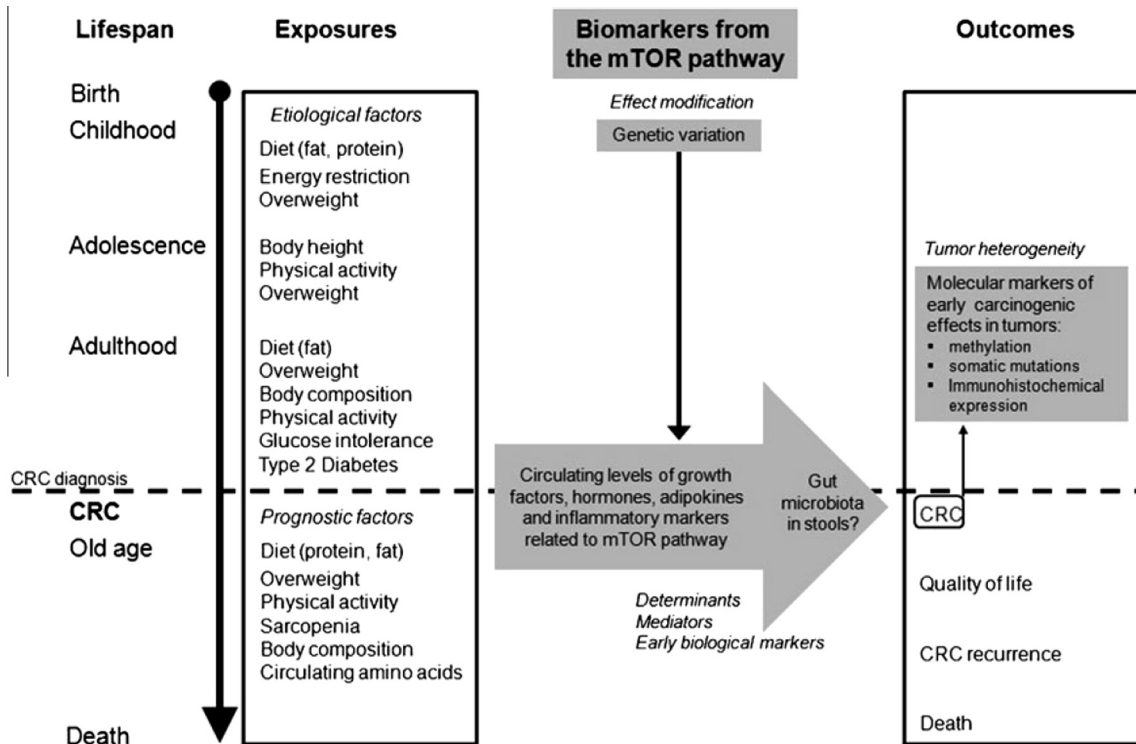 Lifespan
Birth
Childhood
Adolescence
Adulthood
CRC diagnosis
CRC
Old age
Death
Exposures
Etiological factors
Diet (fat, protein)
Energy restriction
Overweight
Body height
Physical activity
Overweight
Diet (fat)
Overweight
Body composition
Physical activity
Glucose intolerance
Type 2 Diabetes
Prognostic factors
Diet (protein, fat)
Overweight
Physical activity
Sarcopenia
Body composition
Circulating amino acids
Biomarkers from
the mTOR pathway
Effect modification
Genetic variation
Circulating levels of growth
factors, hormones, adipokines
and inflammatory markers
related to mTOR pathway
Gut
microbiota
in stools?
Determinants
Mediators
Early biological markers
Outcomes
Tumor heterogeneity
Molecular markers of
early carcinogenic
effects in tumors:
▪ methylation
▪ somatic mutations
▪ Immunohistochemical
expression
CRC
Quality of life
CRC recurrence
Death